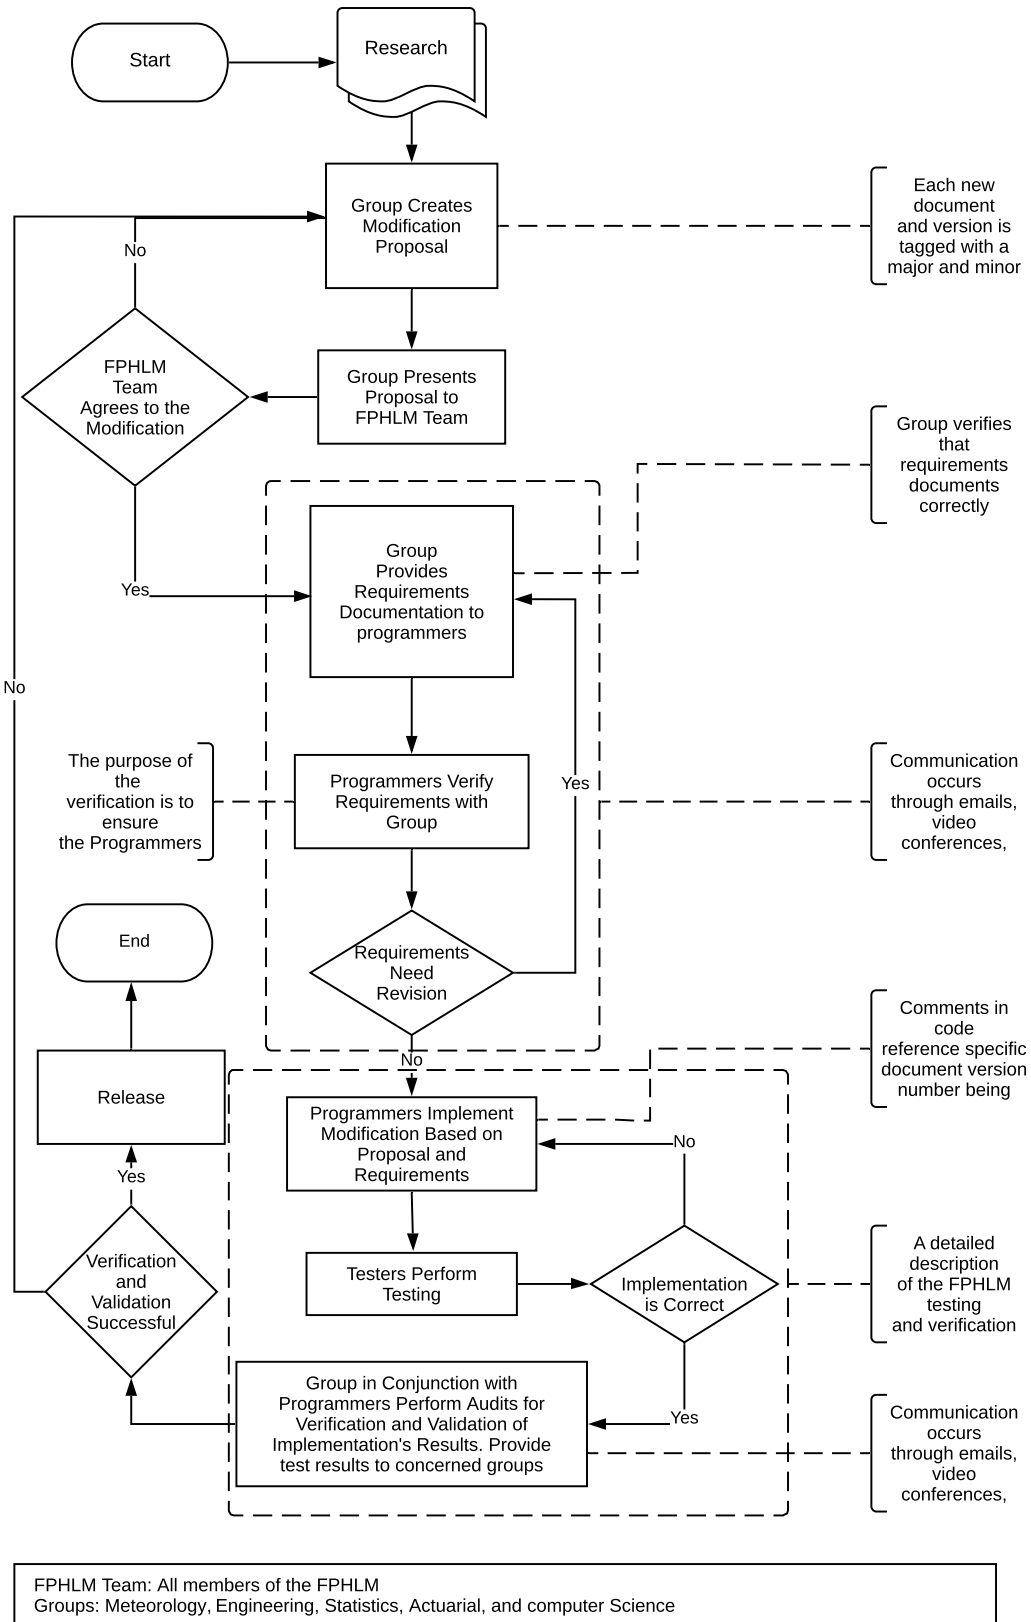 Start
Research
Group Creates
Modification
Proposal
Each new
document
and version is
tagged with a
major and minor
No
FPHLM
Team
Agrees to the
Modification
Group Presents
Proposal to
FPHLM Team
Group verifies
that
requirements
documents
correctly
Group
Provides
Requirements
Documentation to
programmers
Yes
No
The purpose of
the
verification is to
ensure
the Programmers
Programmers Verify
Requirements with
Group
Yes
Communication
occurs
through emails,
video
conferences,
End
Requirements
Need
Revision
No
Comments in
code
reference specific
document version
number being
Release
Programmers Implement
Modification Based on
Proposal and
Requirements
No
Yes
Verification
and
Validation
Successful
Testers Perform
Testing
Implementation
is Correct
A detailed
description
of the FPHLM
testing
and verification
Group in Conjunction with
Programmers Perform Audits for
Verification and Validation of
Implementation's Results. Provide
test results to concerned groups
Yes
Communication
occurs
through emails,
video
conferences,
FPHLM Team: All members of the FPHLM
Groups: Meteorology, Engineering, Statistics, Actuarial, and computer Science